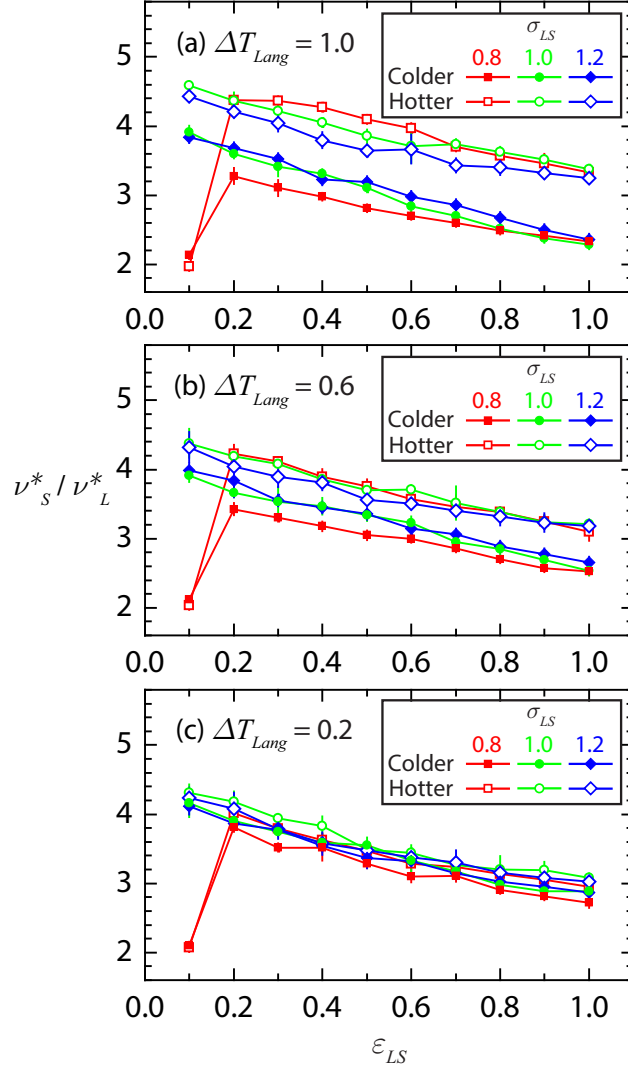 (a) ΔT_Lang = 1.0
σ_LS
0.8 1.0 1.2
Colder
Hotter
5
4
3
2
0.0 0.2 0.4 0.6 0.8 1.0
(b) ΔT_Lang = 0.6
σ_LS
0.8 1.0 1.2
Colder
Hotter
5
4
3
2
ν*_S / ν*_L
0.0 0.2 0.4 0.6 0.8 1.0
(c) ΔT_Lang = 0.2
σ_LS
0.8 1.0 1.2
Colder
Hotter
5
4
3
2
0.0 0.2 0.4 0.6 0.8 1.0
ε_LS